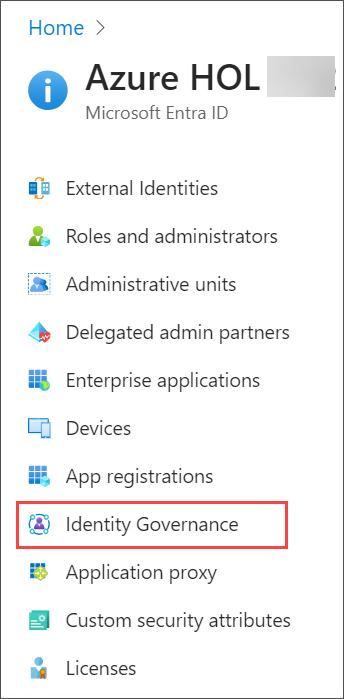 Home
Azure HOL
Microsoft Entra ID
External Identities
Roles and administrators
Administrative units
Delegated admin partners
Enterprise applications
Devices
App registrations
Identity Governance
Application proxy
Custom security attributes
Licenses